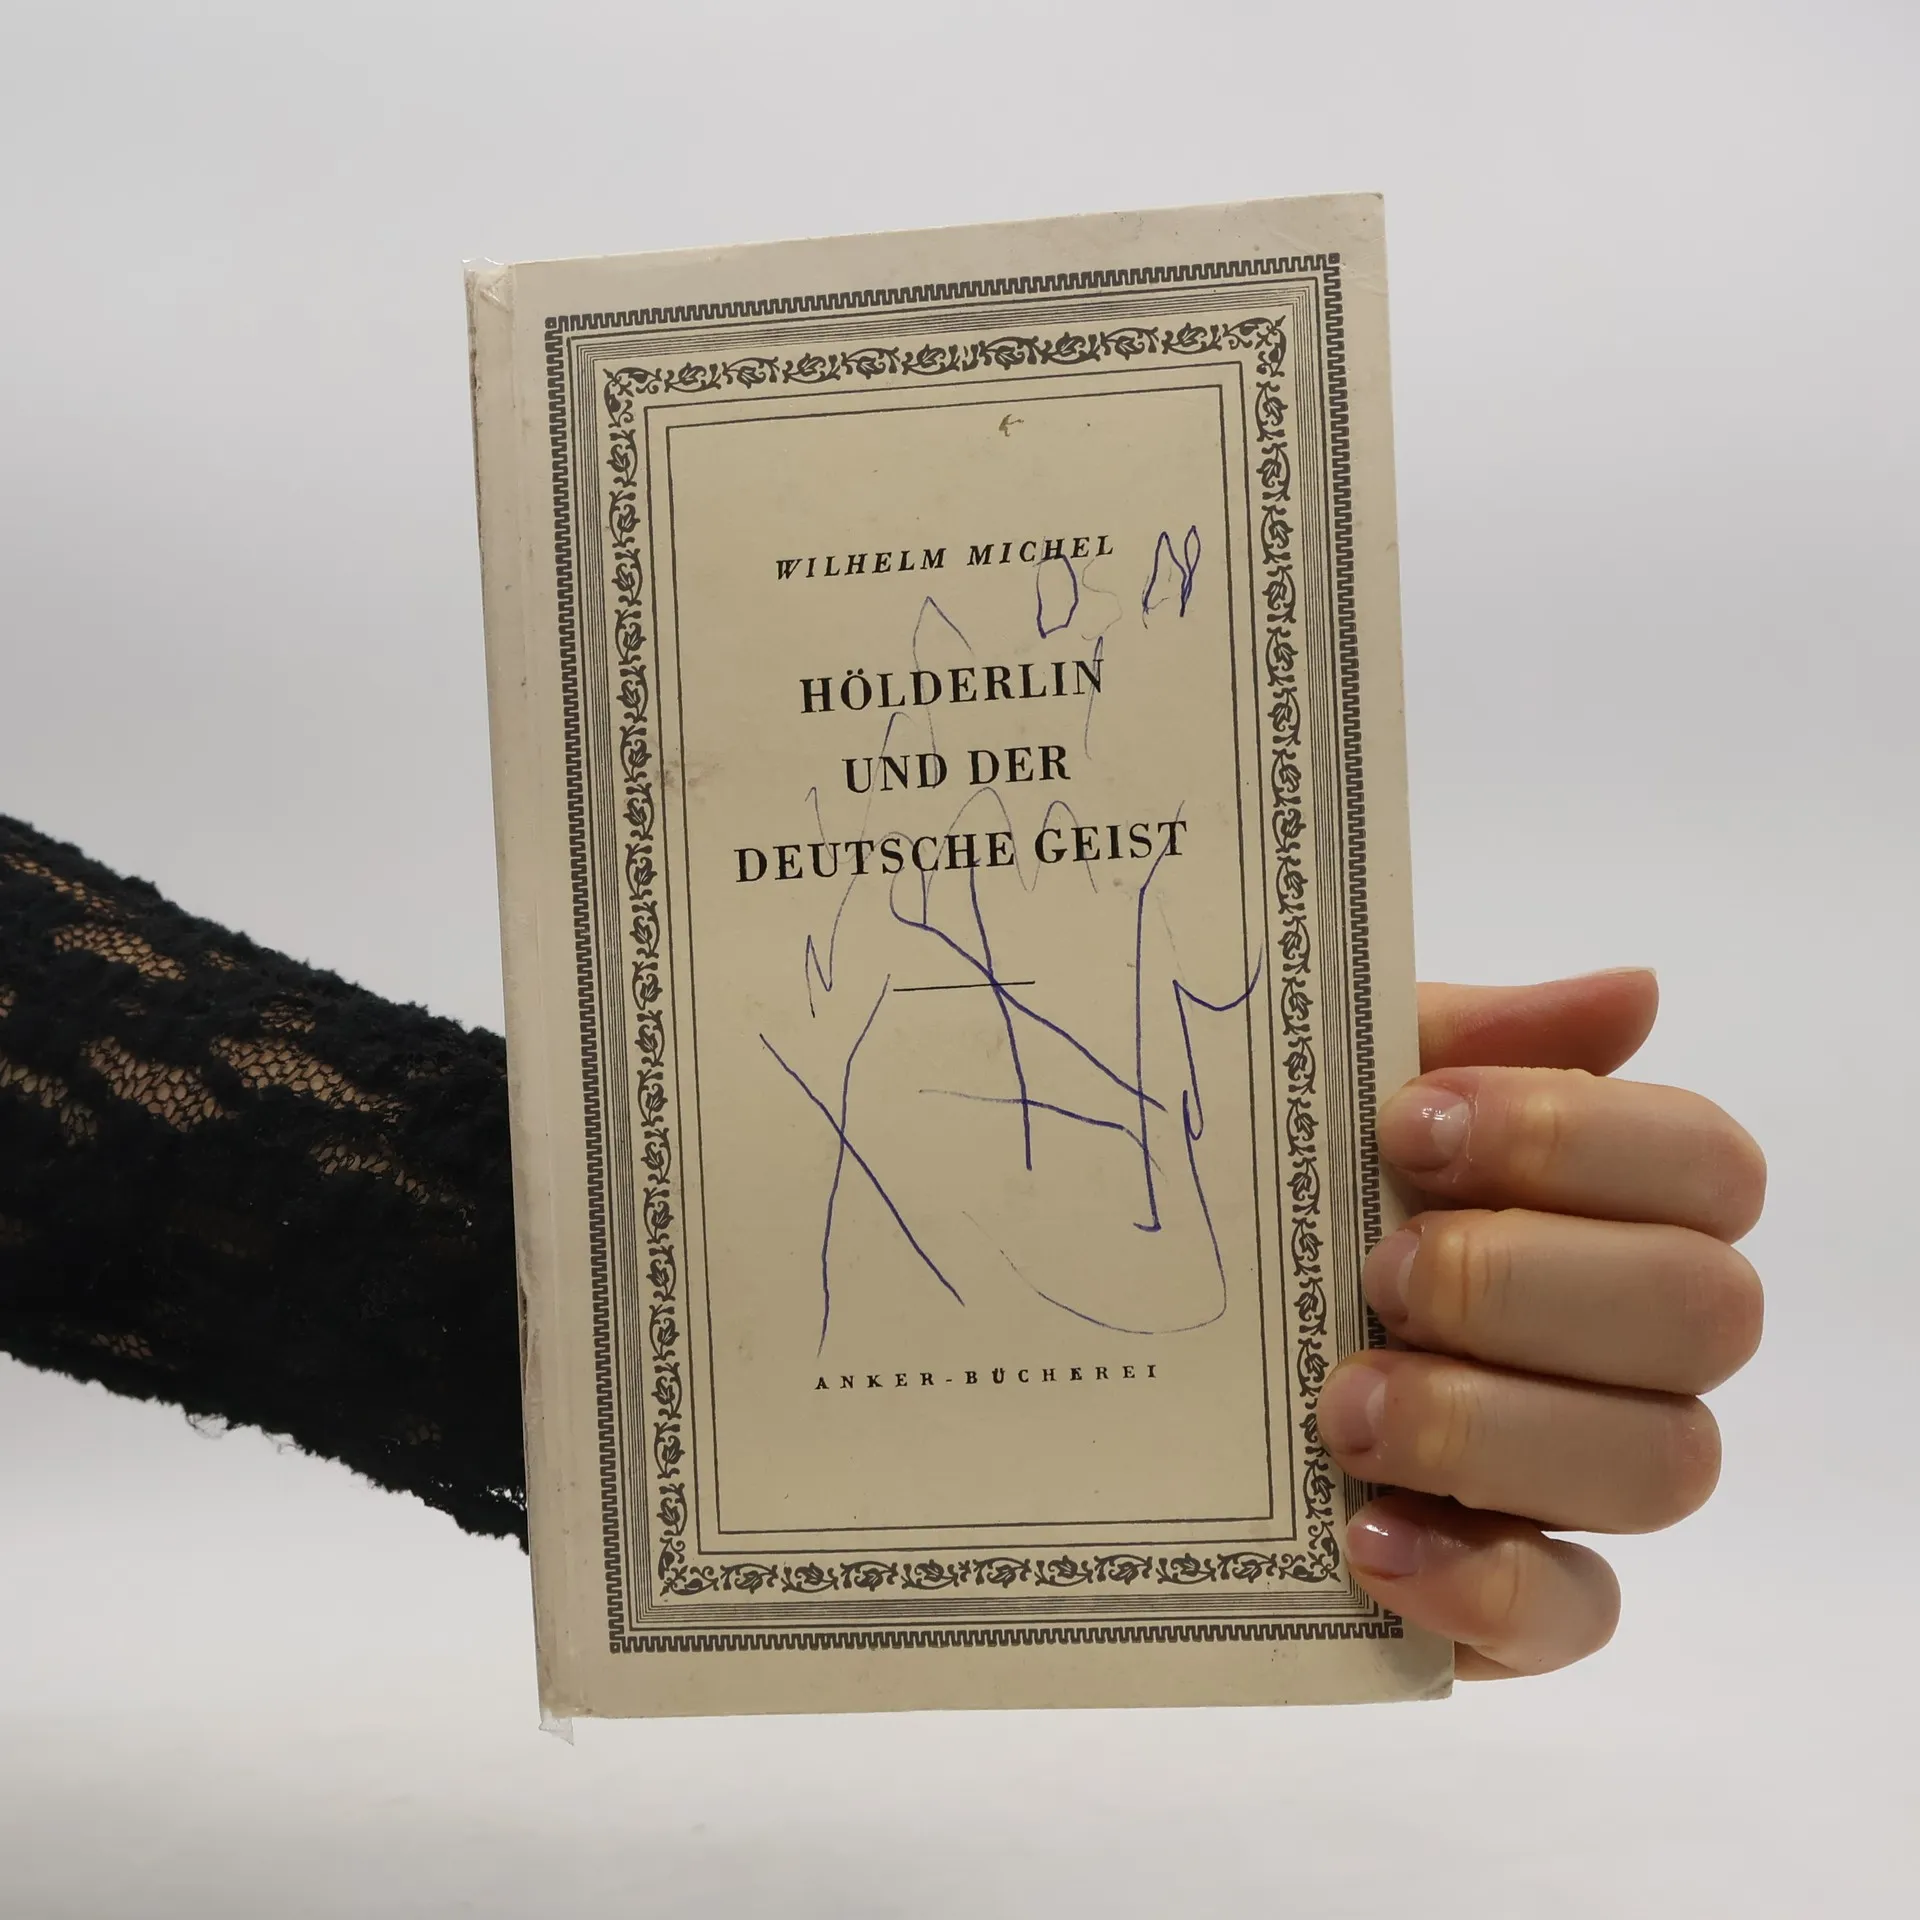 WILHELM MICHEL
HÖLDERLIN
UND DER
DEUTSCHE GEIST
ANKER-BÜCHEREI